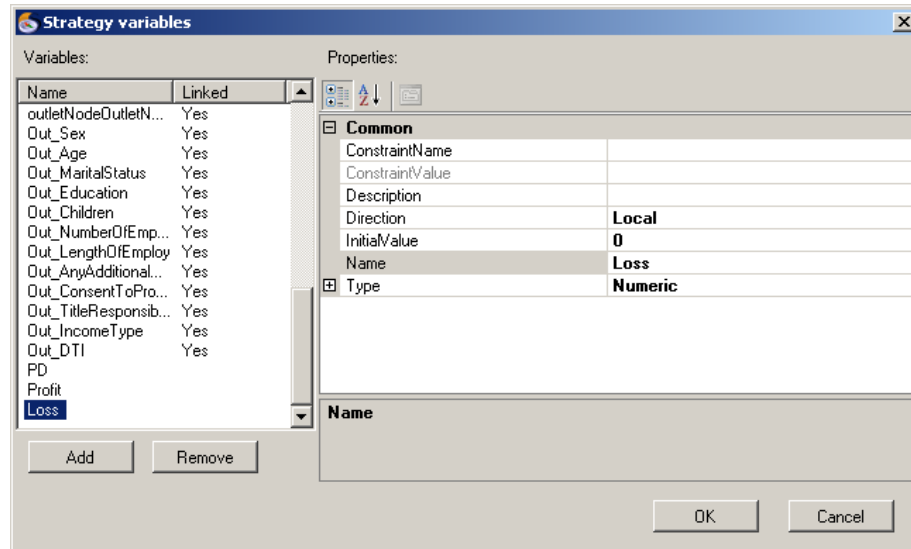 Strategy variables
Variables:
Name Linked
outletNodeOutletN... Yes
Out_Sex Yes
Out_Age Yes
Out_MaritalStatus Yes
Out_Education Yes
Out_Children Yes
Out_NumberOfEmp... Yes
Out_LengthOfEmploy Yes
Out_AnyAdditional... Yes
Out_ConsentToPro... Yes
Out_TitleResponsib... Yes
Out_IncomeType Yes
Out_DTI Yes
PD
Profit
Loss
Add Remove
Properties:
Common
ConstraintName
ConstraintValue
Description
Direction Local
InitialValue 0
Name Loss
Type Numeric
Name
OK Cancel